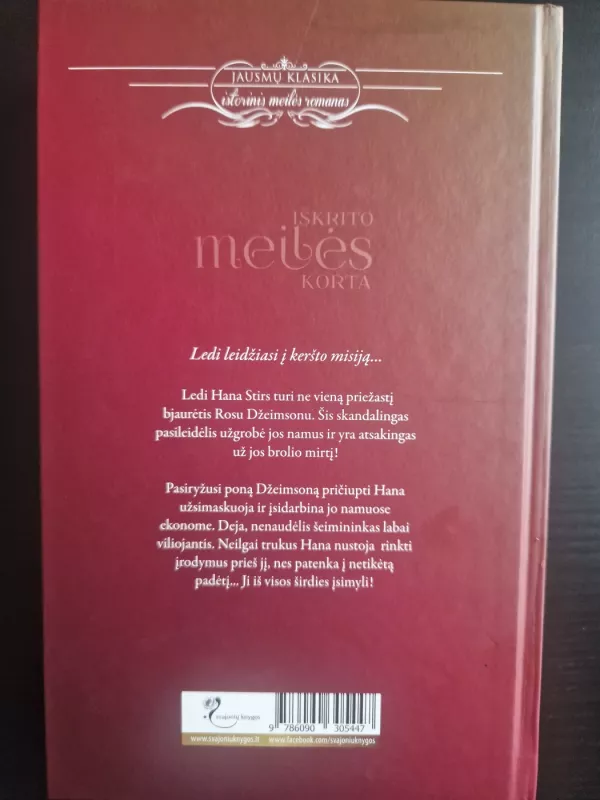 JAUSMŲ KLASIKA
istorinis meilės romanas
IŠKRITO
meilės
KORTA
Ledi leidžiasi į keršto misiją...
Ledi Hana Stirs turi ne vieną priežastį
bjaurėtis Rosu Džeimsonu. Šis skandalingas
pasileidėlis užgrobė jos namus ir yra atsakingas
už jos brolio mirtį!
Pasiryžusi poną Džeimsoną pričiupti Hana
užsimaskuoja ir įsidarbina jo namuose
ekonome. Deja, nenaudėlis šeimininkas labai
viliojantis. Neilgai trukus Hana nustoja rinkti
įrodymus prieš jį, nes patenka į netikėtą
padėtį... Ji iš visos širdies įsimyli!
svajonių knygos
9 786090 305447
www.svajoniuknygos.lt www.facebook.com/svajoniuknygos